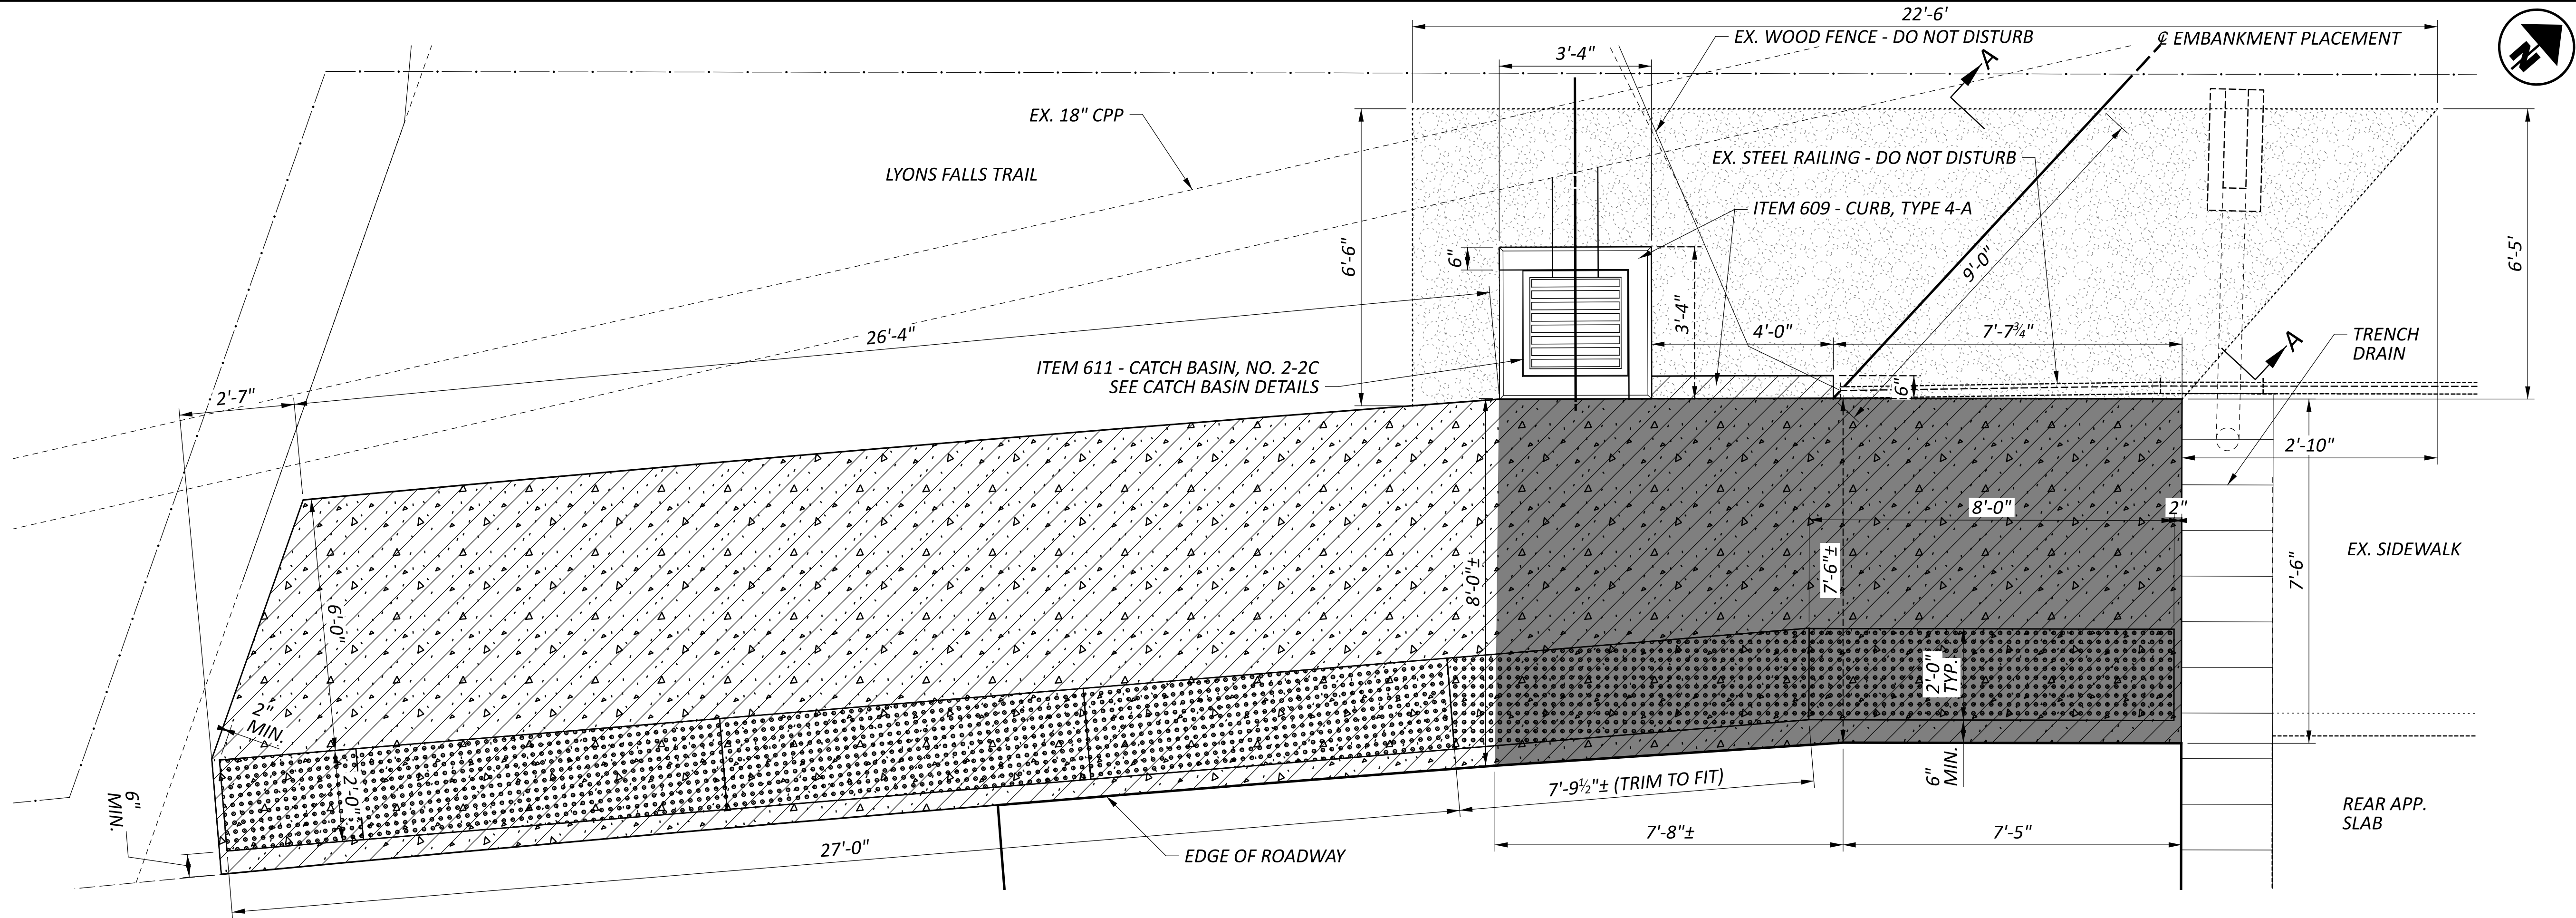 22'-6'
EX. WOOD FENCE - DO NOT DISTURB
℄ EMBANKMENT PLACEMENT
N
3'-4"
A
EX. 18" CPP
LYONS FALLS TRAIL
EX. STEEL RAILING - DO NOT DISTURB
ITEM 609 - CURB, TYPE 4-A
6'-6"
6"
9'-0"
6'-5'
3'-4"
26'-4"
4'-0"
7'-7¾"
TRENCH
DRAIN
A
ITEM 611 - CATCH BASIN, NO. 2-2C
SEE CATCH BASIN DETAILS
6"
2'-7"
2'-10"
8'-0"
2"
8'-0"±
7'-6"±
EX. SIDEWALK
7'-6"
6'-0"
2'-0"
TYP.
2"
MIN.
2'-0"
6"
MIN.
6"
MIN.
7'-9½"± (TRIM TO FIT)
REAR APP.
SLAB
7'-8"±
7'-5"
27'-0"
EDGE OF ROADWAY